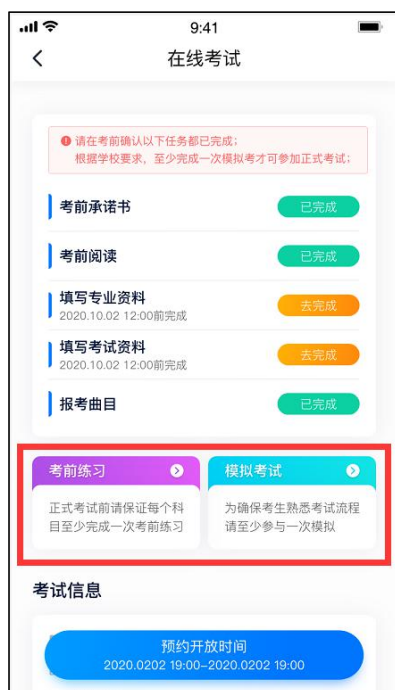 9:41
在线考试
请在考前确认以下任务都已完成；
根据学校要求，至少完成一次模拟考才可参加正式考试；
考前承诺书
已完成
考前阅读
已完成
填写专业资料
2020.10.02 12:00前完成
去完成
填写考试资料
2020.10.02 12:00前完成
去完成
报考曲目
已完成
考前练习
模拟考试
正式考试前请保证每个科
目至少完成一次考前练习
为确保考生熟悉考试流程
请至少参与一次模拟
考试信息
预约开放时间
2020.0202 19:00–2020.0202 19:00